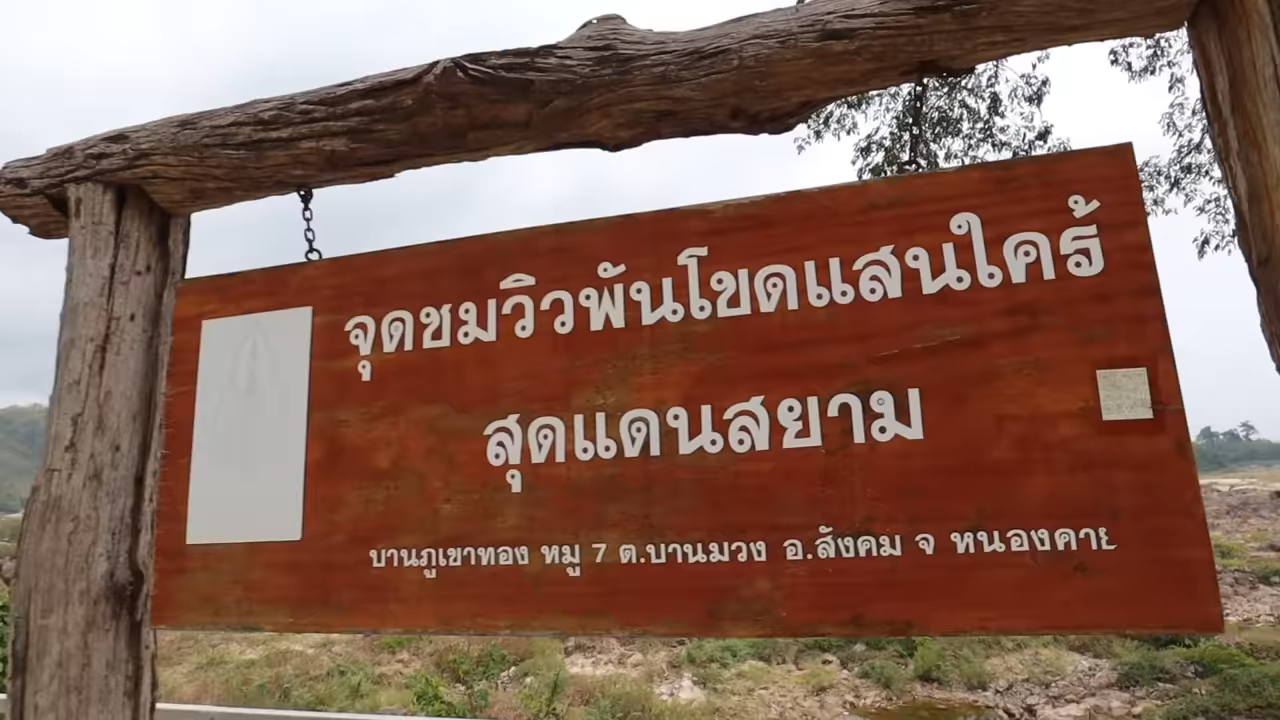 จุดชมวิวพันโขดแสนไคร้
สุดแดนสยาม
บานภูเขาทอง หมู 7 ต.บานมวง อ.สังคม จ หนองคาย